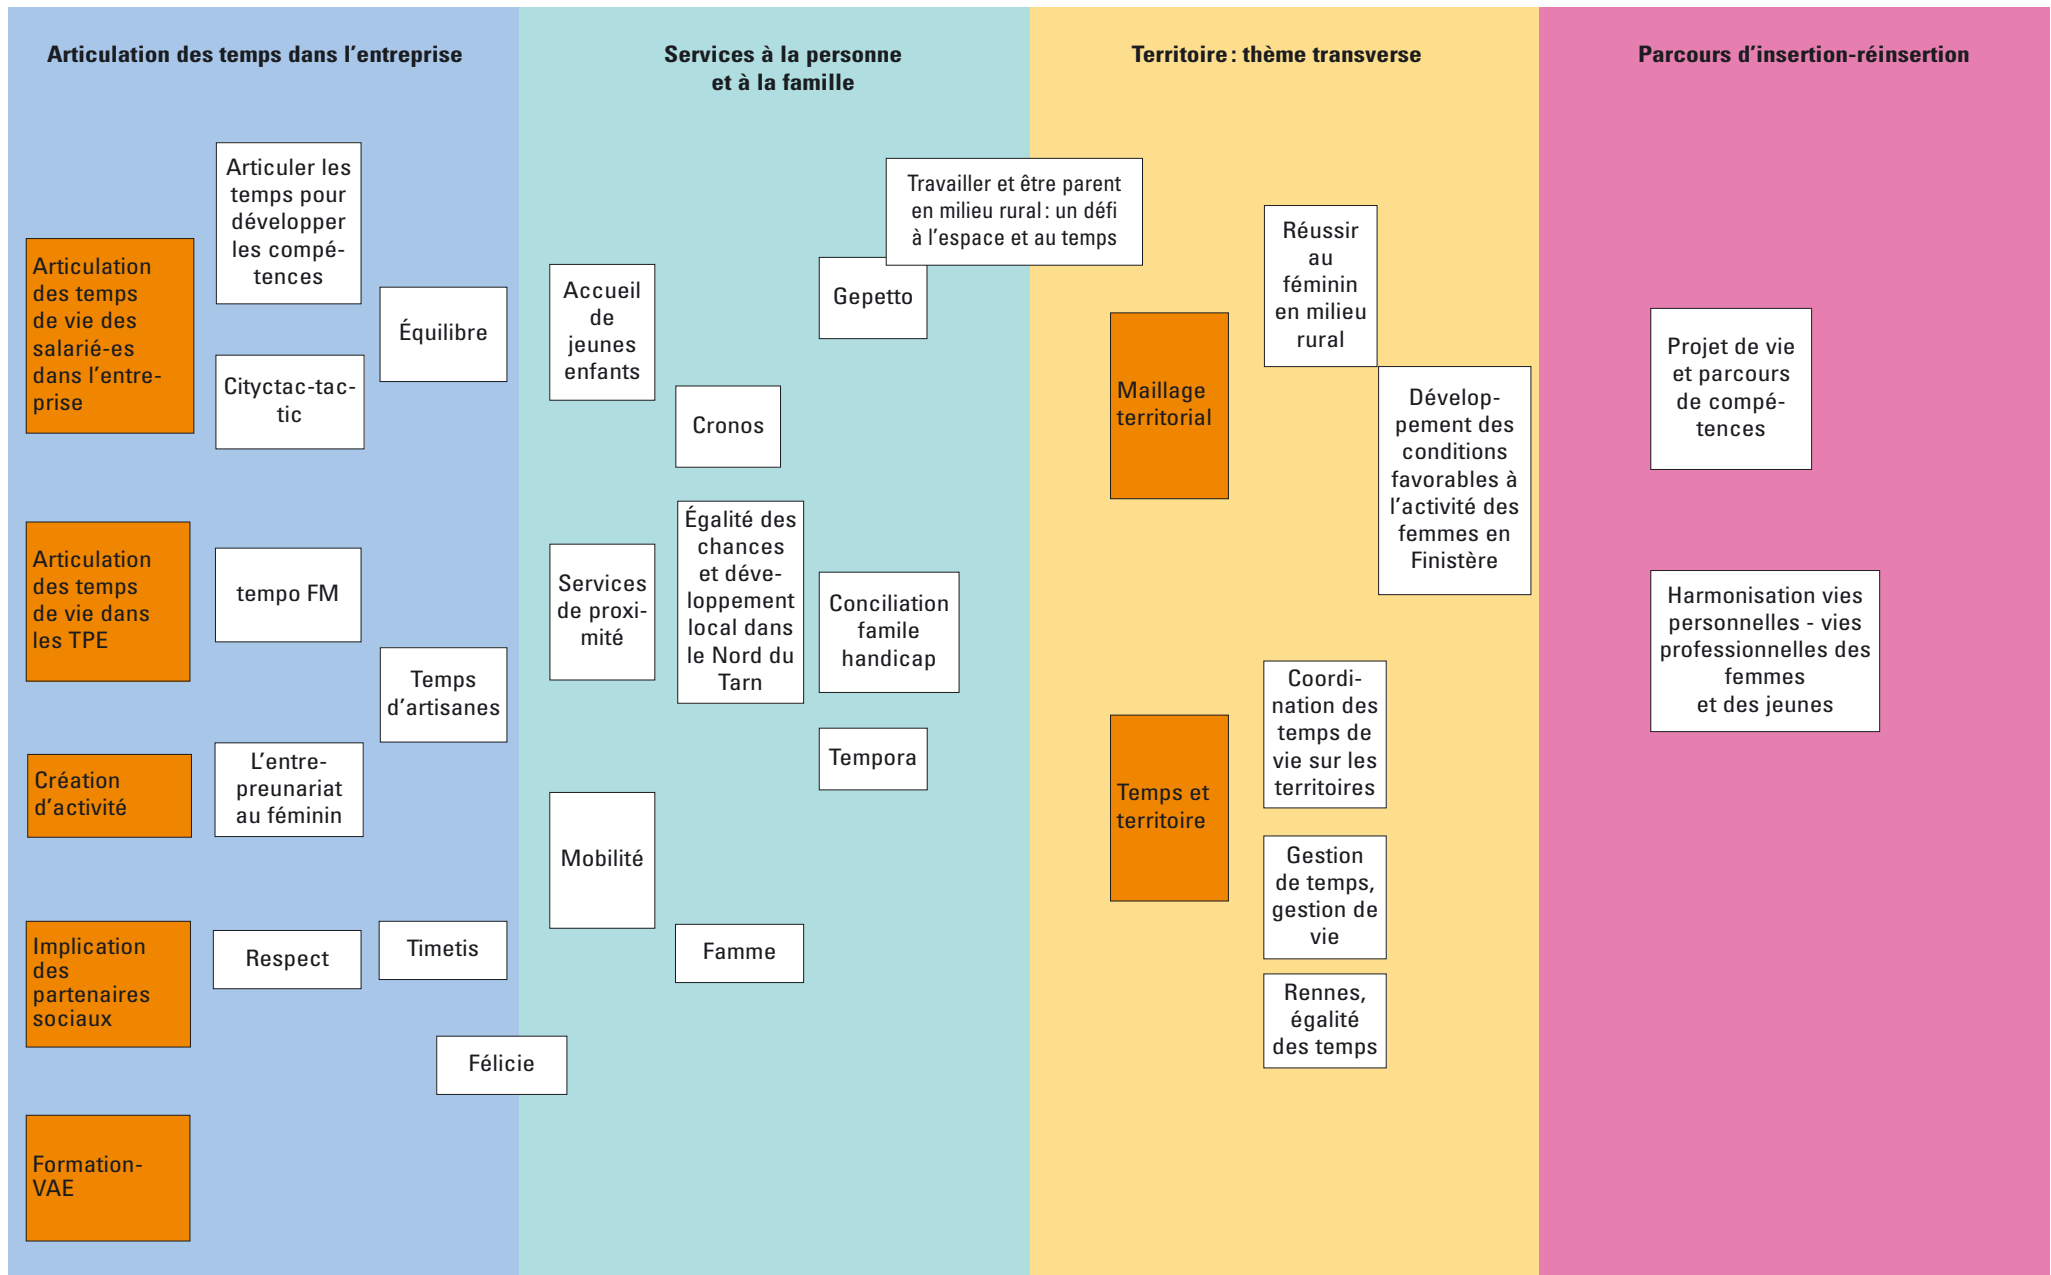 Articulation des temps dans l'entreprise
Articuler les
temps pour
développer
les compé-
tences
Articulation
des temps
de vie des
salarié-es
dans l'entre-
prise
Équilibre
Cityctac-tac-
tic
Articulation
des temps
de vie dans
les TPE
tempo FM
Temps
d'artisanes
Création
d'activité
L'entre-
preunariat
au féminin
Implication
des
partenaires
sociaux
Respect
Timetis
Félicie
Formation-
VAE
Services à la personne
et à la famille
Travailler et être parent
en milieu rural : un défi
à l'espace et au temps
Accueil
de
jeunes
enfants
Gepetto
Cronos
Services
de proxi-
mité
Égalité des
chances
et déve-
loppement
local dans
le Nord du
Tarn
Conciliation
famile
handicap
Tempora
Mobilité
Famme
Territoire : thème transverse
Réussir
au
féminin
en milieu
rural
Maillage
territorial
Dévelop-
pement des
conditions
favorables à
l'activité des
femmes en
Finistère
Temps et
territoire
Coordi-
nation des
temps de
vie sur les
territoires
Gestion
de temps,
gestion de
vie
Rennes,
égalité
des temps
Parcours d'insertion-réinsertion
Projet de vie
et parcours
de compé-
tences
Harmonisation vies
personnelles - vies
professionnelles des
femmes
et des jeunes